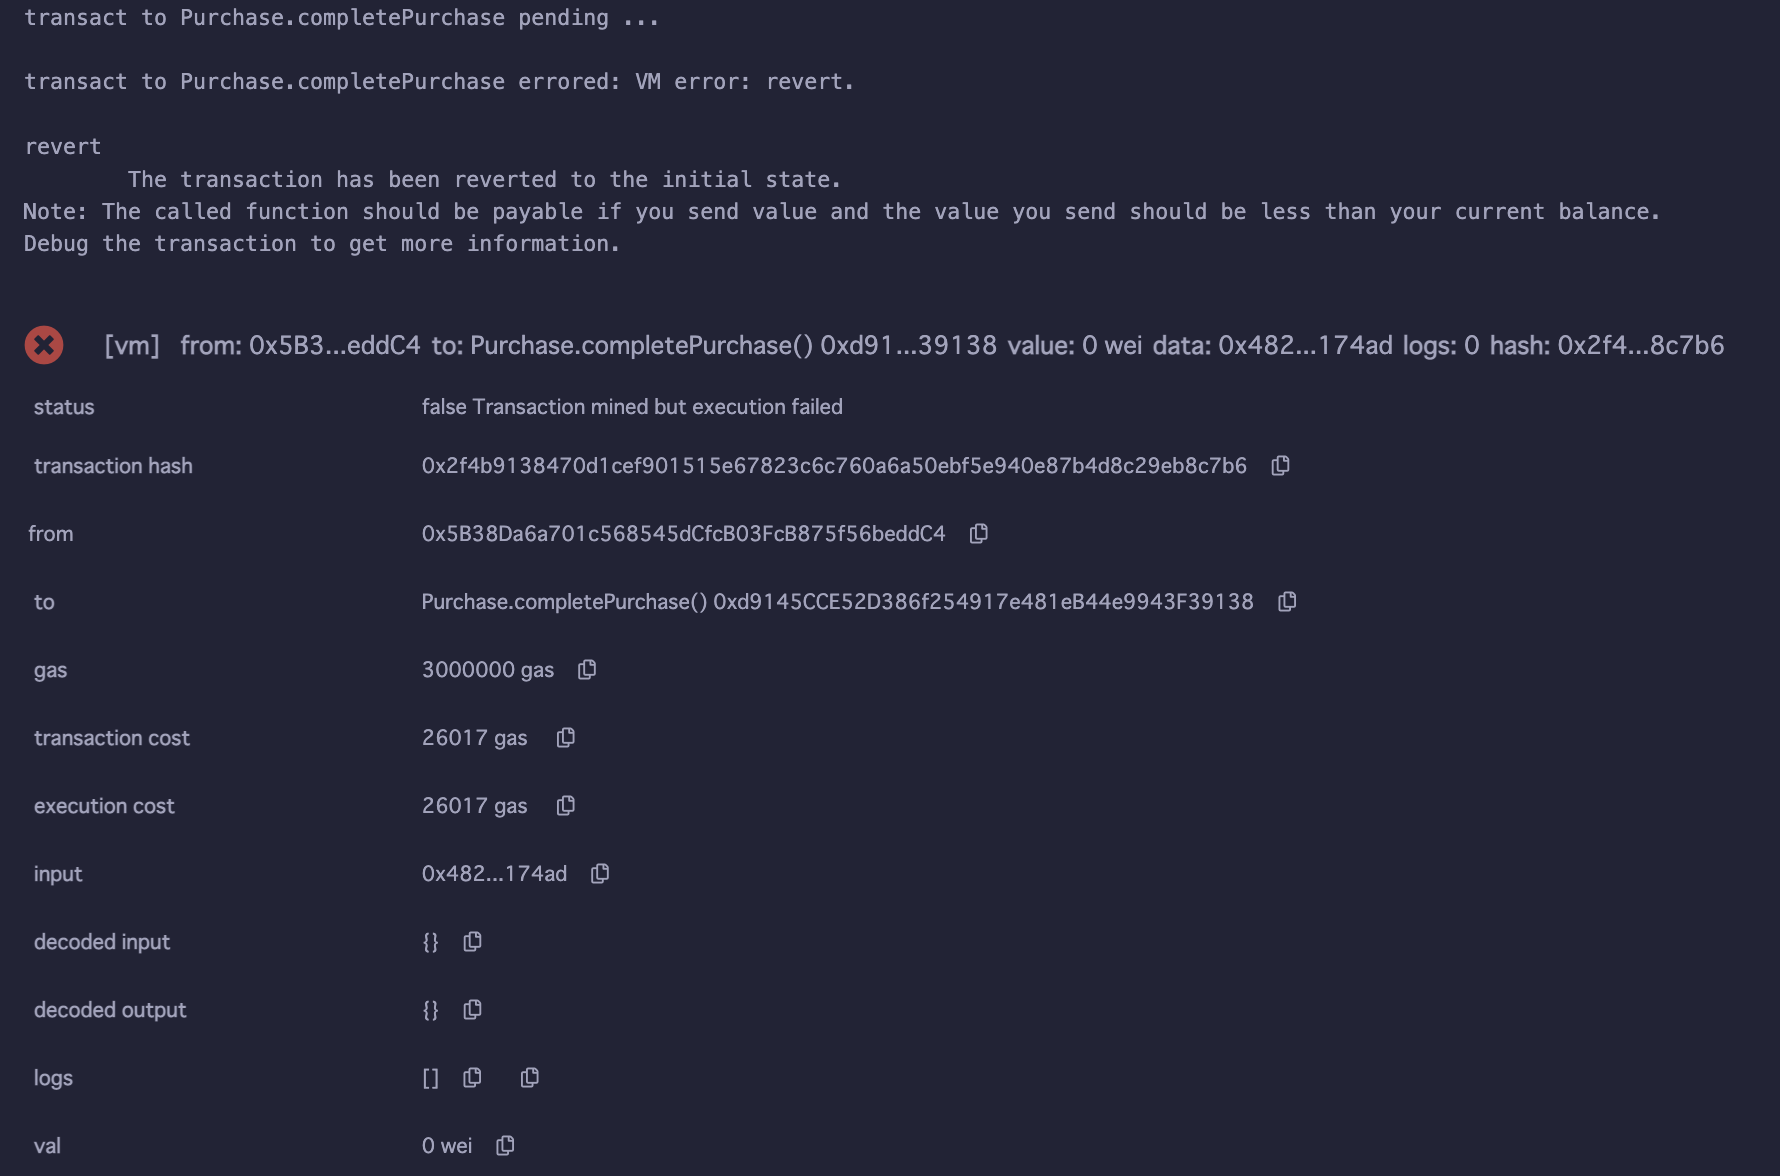 transact to Purchase.completePurchase pending ...
transact to Purchase.completePurchase errored: VM error: revert.
revert
The transaction has been reverted to the initial state.
Note: The called function should be payable if you send value and the value you send should be less than your current balance.
Debug the transaction to get more information.
[vm] from: 0x5B3...eddC4 to: Purchase.completePurchase() 0xd91...39138 value: 0 wei data: 0x482...174ad logs: 0 hash: 0x2f4...8c7b6
status false Transaction mined but execution failed
transaction hash 0x2f4b9138470d1cef901515e67823c6c760a6a50ebf5e940e87b4d8c29eb8c7b6
from 0x5B38Da6a701c568545dCfcB03FcB875f56beddC4
to Purchase.completePurchase() 0xd9145CCE52D386f254917e481eB44e9943F39138
gas 3000000 gas
transaction cost 26017 gas
execution cost 26017 gas
input 0x482...174ad
decoded input {}
decoded output {}
logs []
val 0 wei